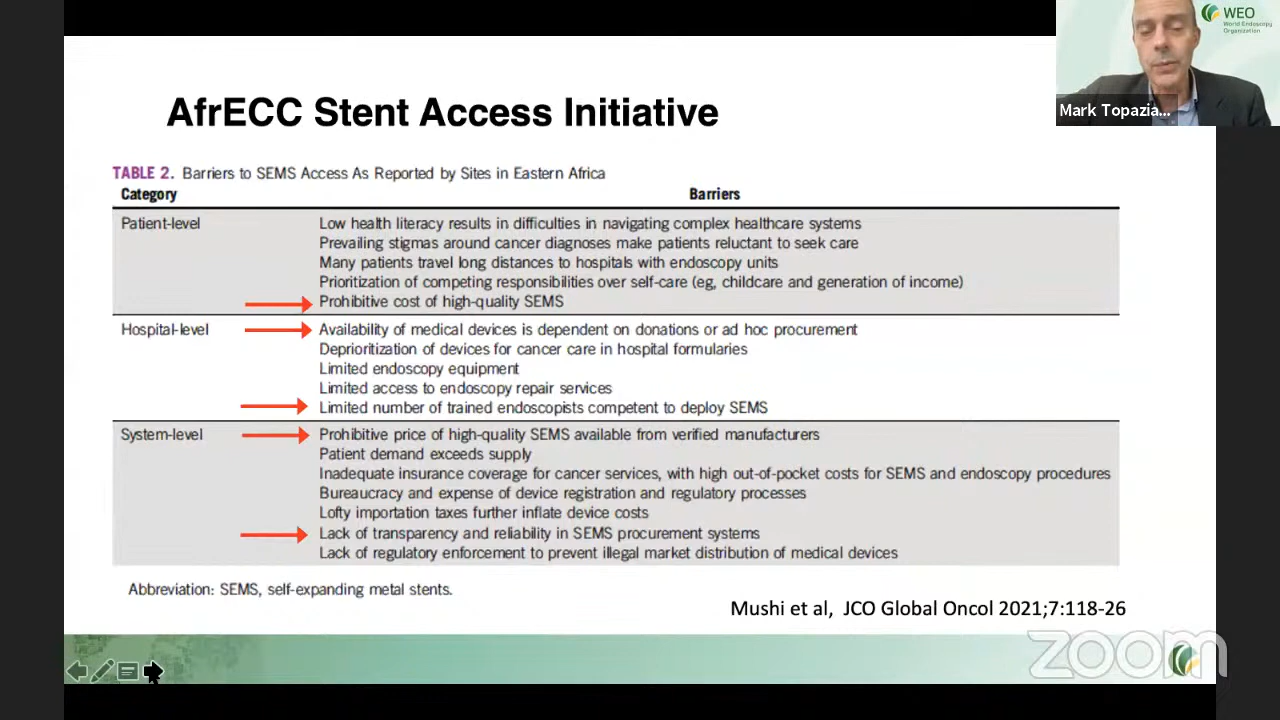 WEO
World Endoscopy
Organization
Mark Topazia...
AfrECC Stent Access Initiative
TABLE 2. Barriers to SEMS Access As Reported by Sites in Eastern Africa
Category Barriers
Patient-level Low health literacy results in difficulties in navigating complex healthcare systems
Prevailing stigmas around cancer diagnoses make patients reluctant to seek care
Many patients travel long distances to hospitals with endoscopy units
Prioritization of competing responsibilities over self-care (eg, childcare and generation of income)
Prohibitive cost of high-quality SEMS
Hospital-level Availability of medical devices is dependent on donations or ad hoc procurement
Deprioritization of devices for cancer care in hospital formularies
Limited endoscopy equipment
Limited access to endoscopy repair services
Limited number of trained endoscopists competent to deploy SEMS
System-level Prohibitive price of high-quality SEMS available from verified manufacturers
Patient demand exceeds supply
Inadequate insurance coverage for cancer services, with high out-of-pocket costs for SEMS and endoscopy procedures
Bureaucracy and expense of device registration and regulatory processes
Lofty importation taxes further inflate device costs
Lack of transparency and reliability in SEMS procurement systems
Lack of regulatory enforcement to prevent illegal market distribution of medical devices
Abbreviation: SEMS, self-expanding metal stents.
Mushi et al, JCO Global Oncol 2021;7:118-26
zoom